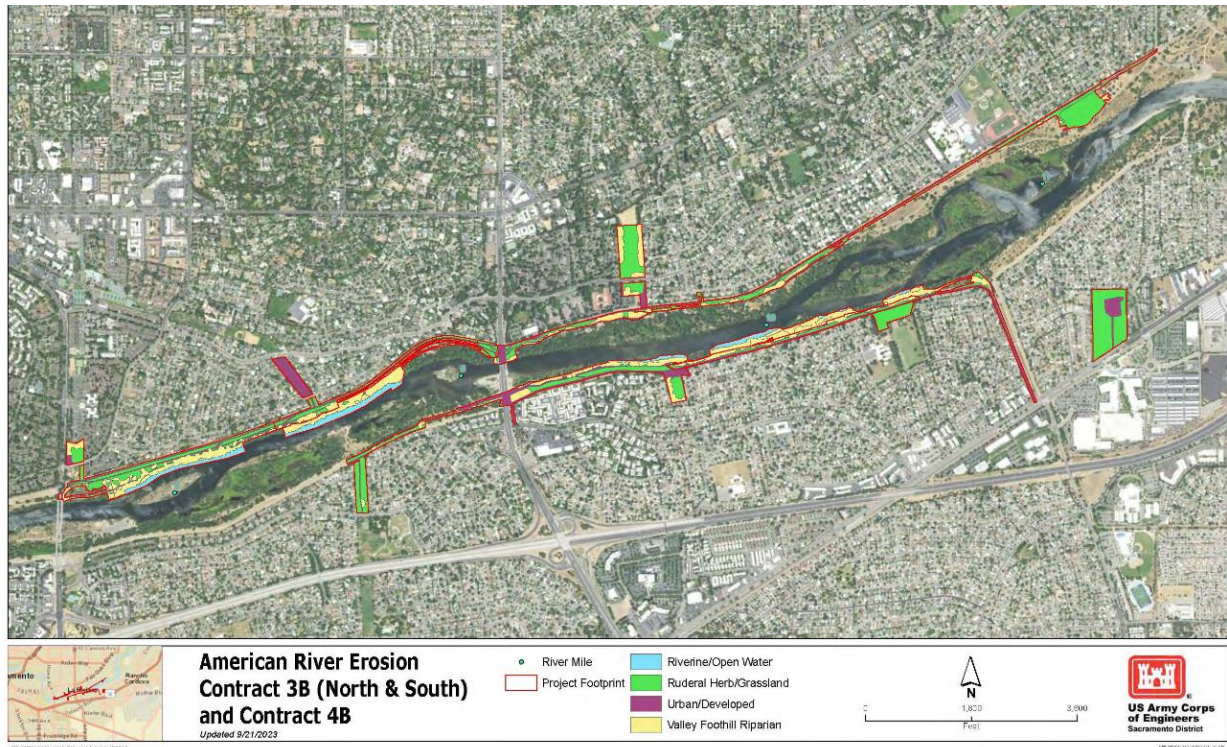 American River Erosion
Contract 3B (North & South)
and Contract 4B
Updated 9/21/2023
River Mile
Project Footprint
Riverine/Open Water
Ruderal Herb/Grassland
Urban/Developed
Valley Foothill Riparian
N
0 1,800 3,600
Feet
US Army Corps
of Engineers
Sacramento District
Rancho
Cordova